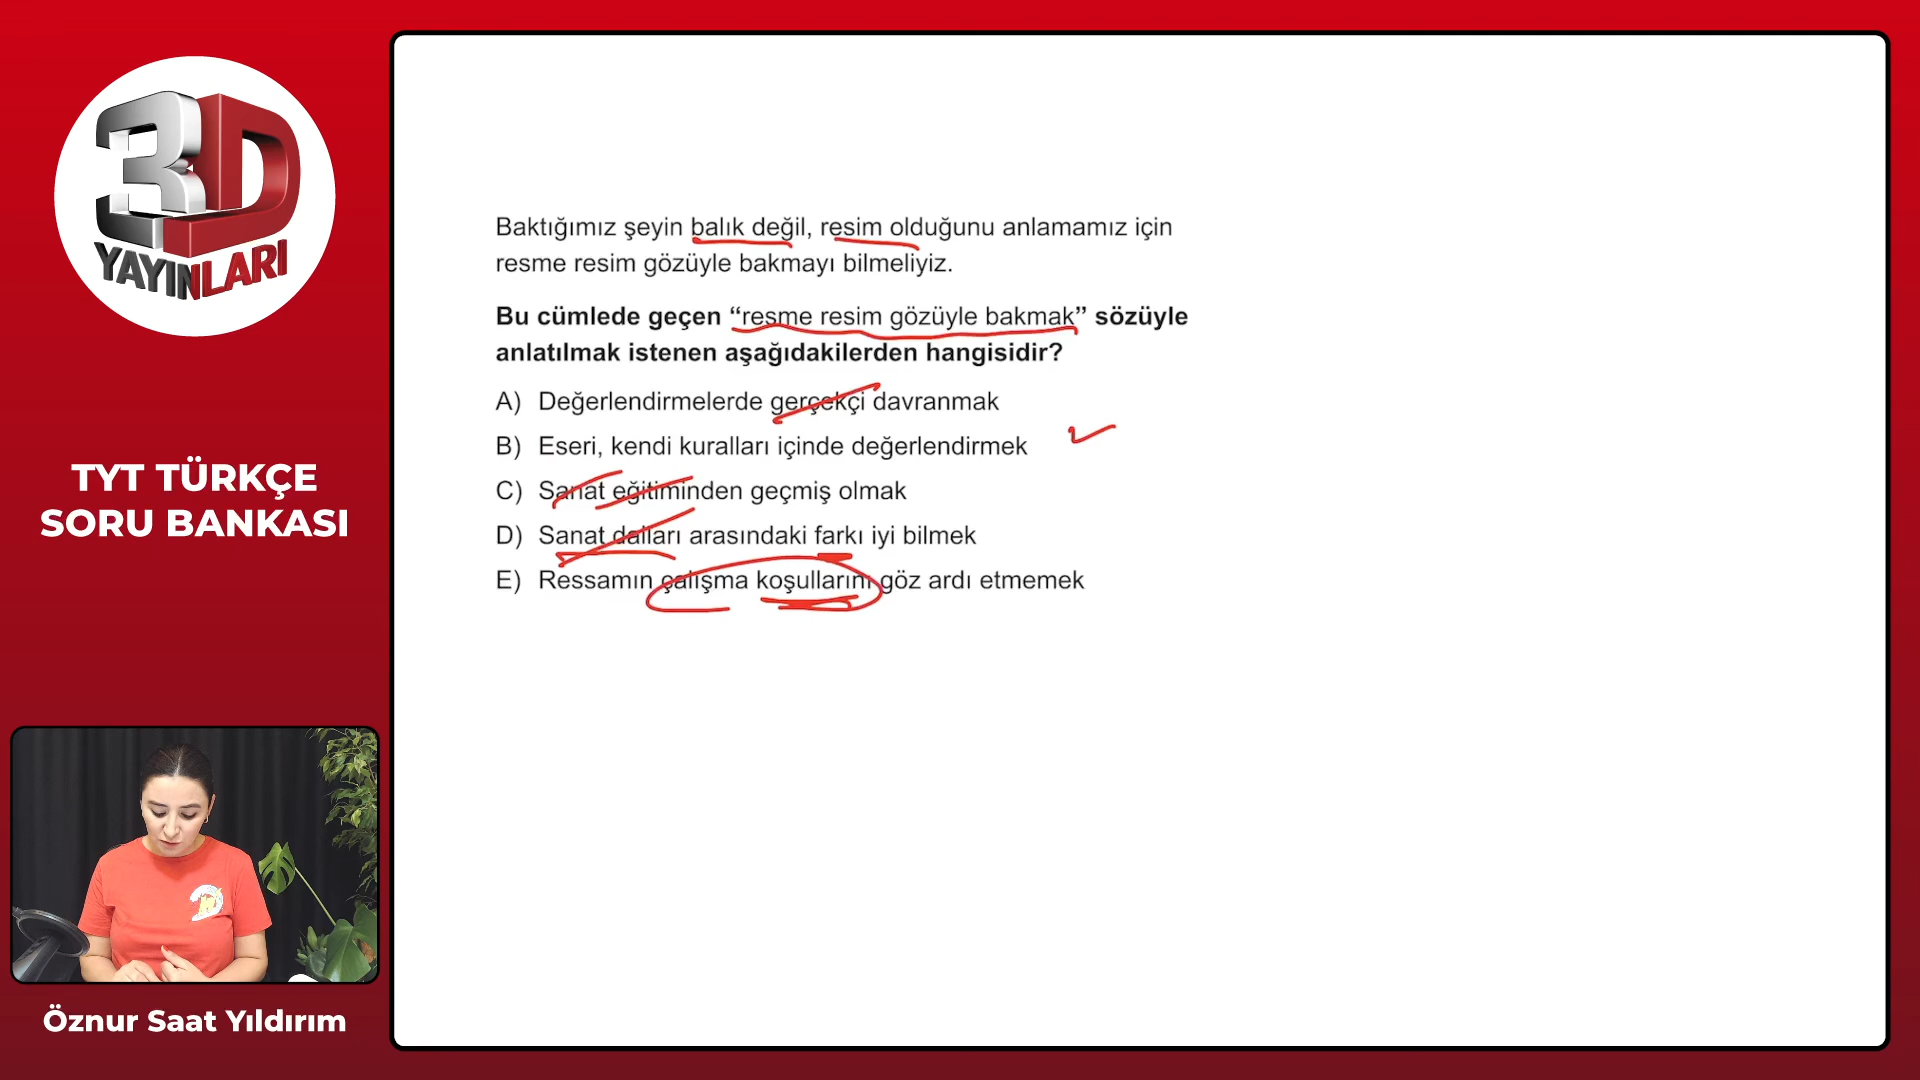 3D
YAYINLARI
TYT TÜRKÇE
SORU BANKASI
Öznur Saat Yıldırım
Baktığımız şeyin balık değil, resim olduğunu anlamamız için
resme resim gözüyle bakmayı bilmeliyiz.
Bu cümlede geçen “resme resim gözüyle bakmak” sözüyle
anlatılmak istenen aşağıdakilerden hangisidir?
A) Değerlendirmelerde gerçekçi davranmak
B) Eseri, kendi kuralları içinde değerlendirmek
C) Sanat eğitiminden geçmiş olmak
D) Sanat dalları arasındaki farkı iyi bilmek
E) Ressamın çalışma koşullarını göz ardı etmemek